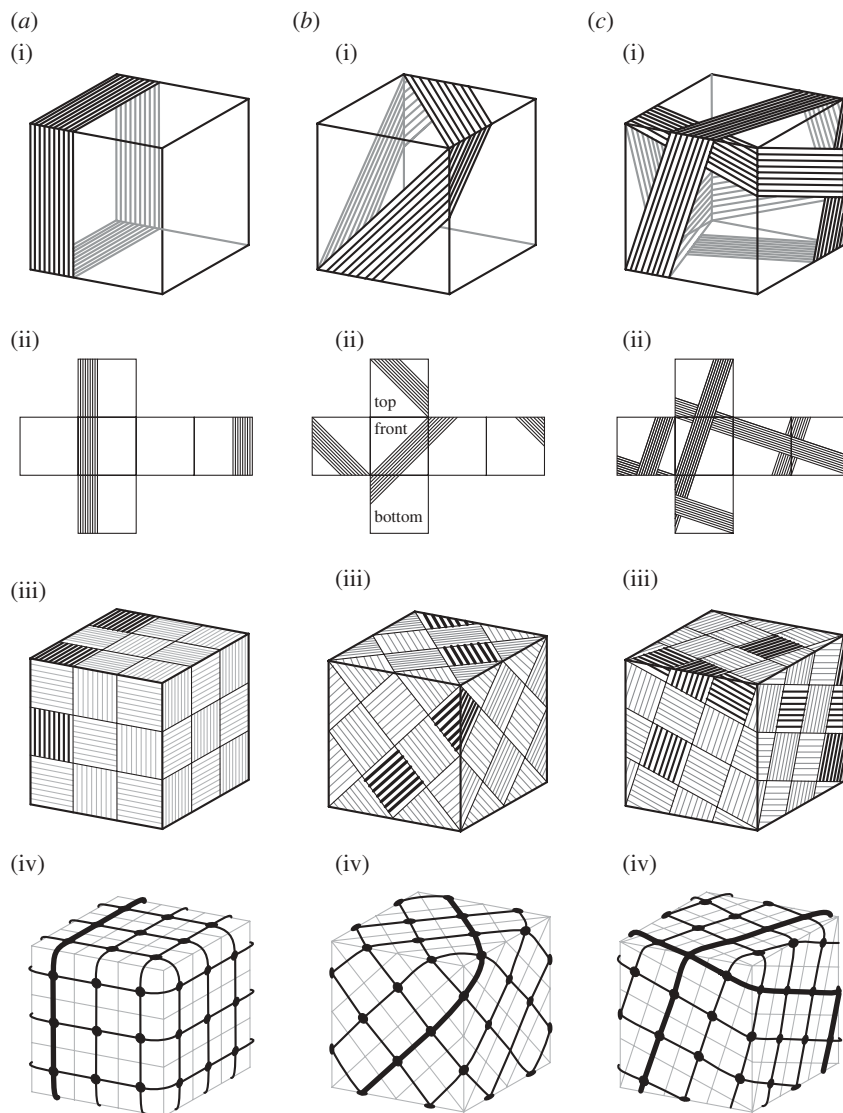 (a) (b) (c)
(i) (i) (i)
(ii) (ii) (ii)
top
front
bottom
(iii) (iii) (iii)
(iv) (iv) (iv)